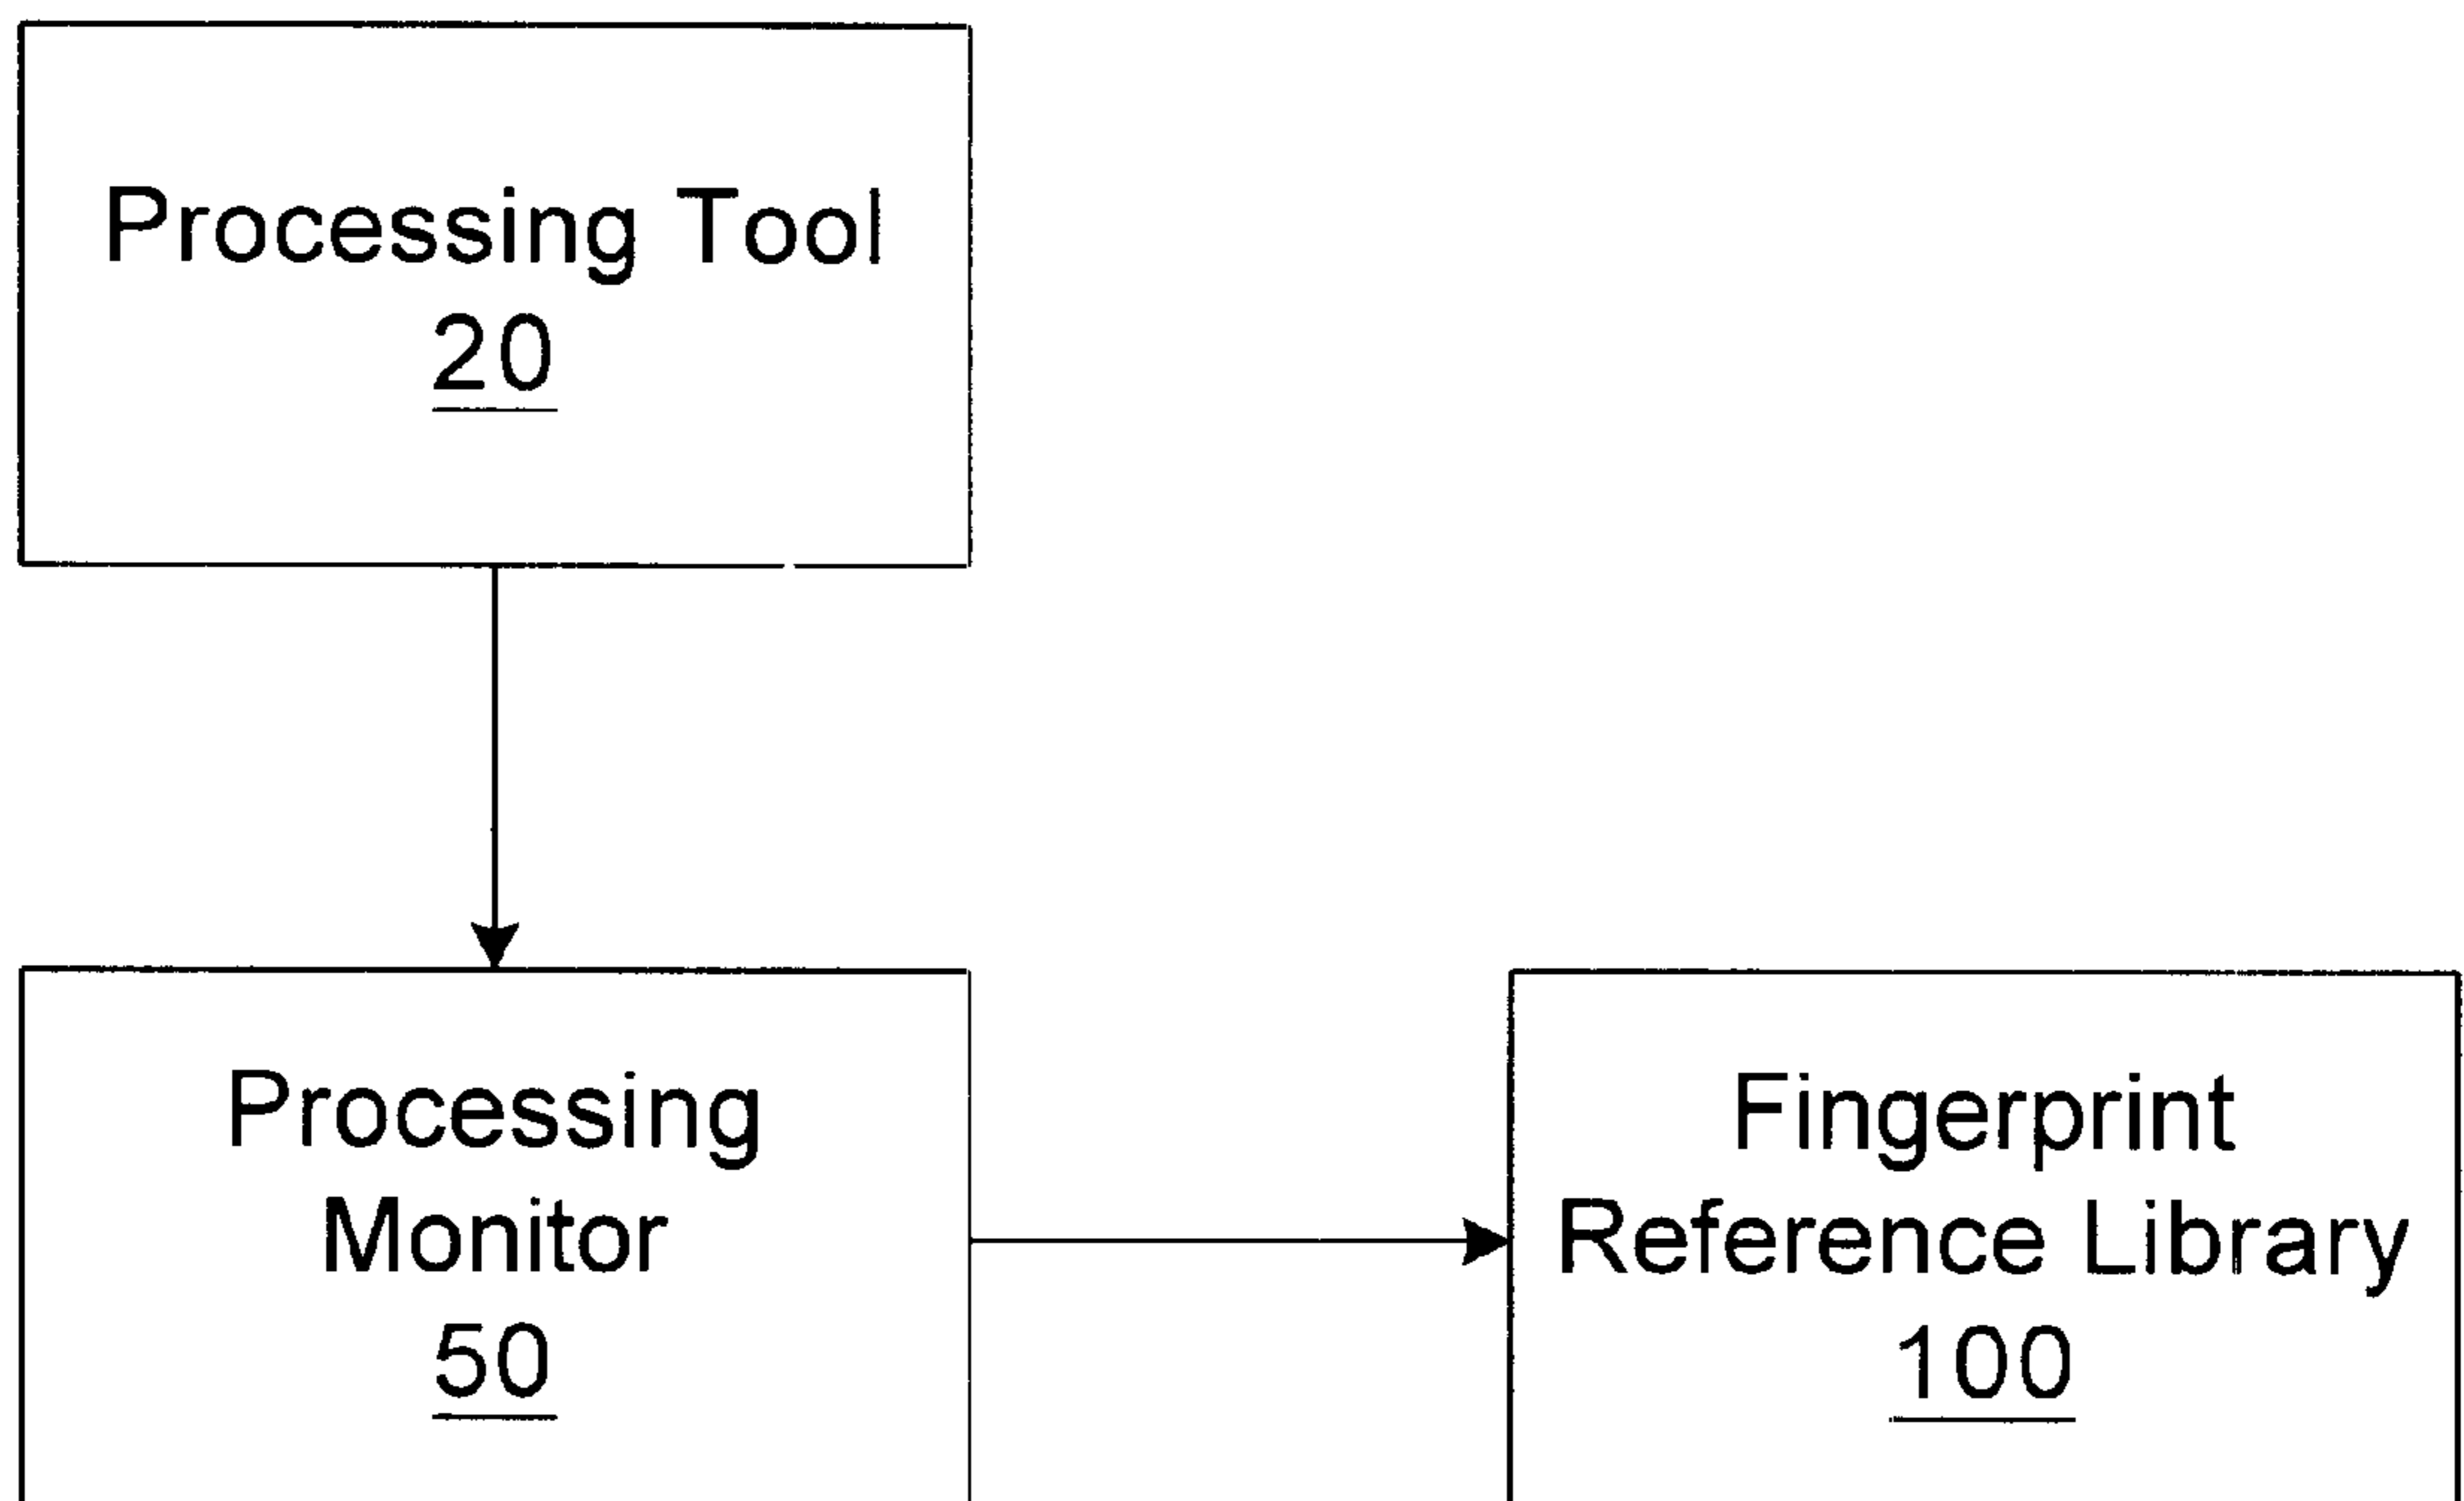 Processing Tool
20
Processing
Monitor
50
Fingerprint
Reference Library
100